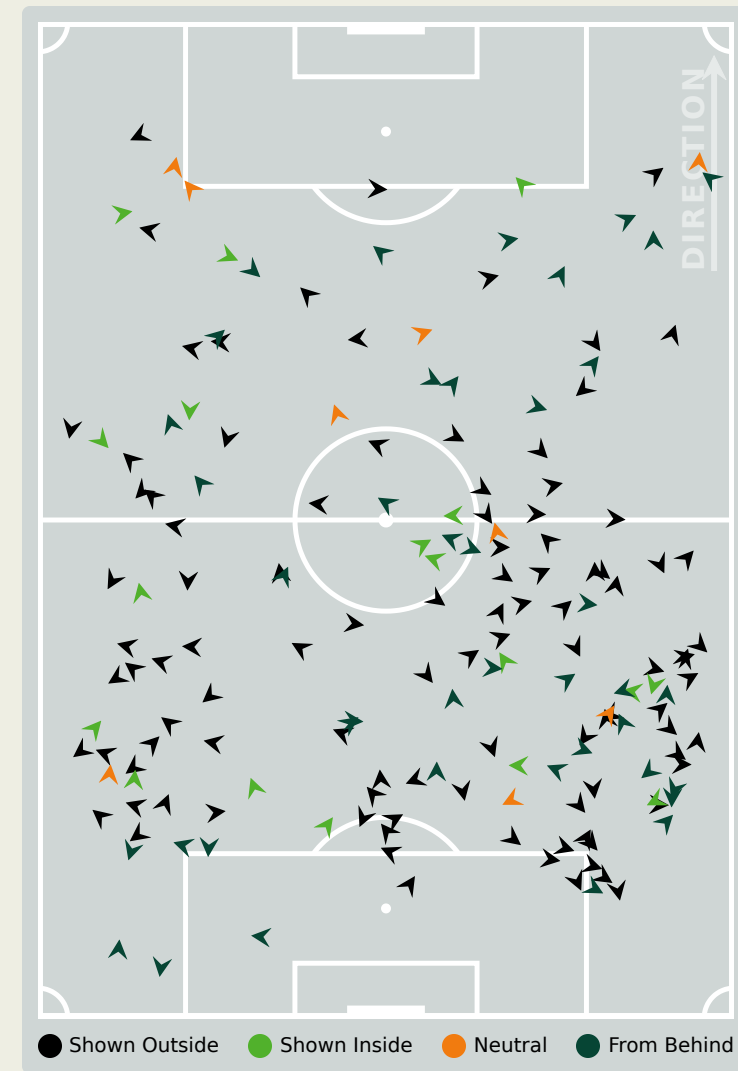 DIRECTION
Shown Outside
Shown Inside
Neutral
From Behind